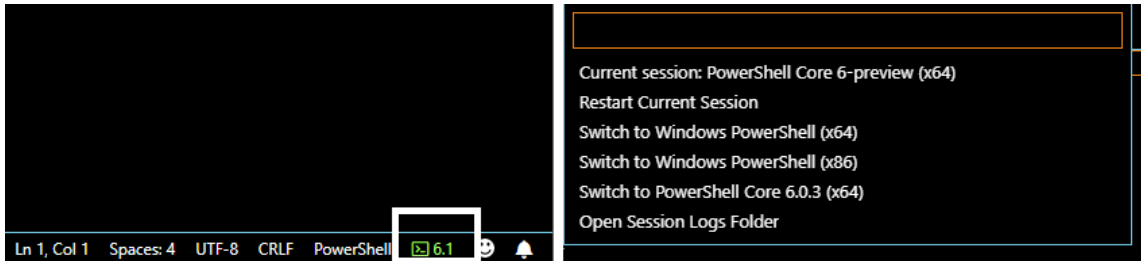 Ln 1, Col 1 Spaces: 4 UTF-8 CRLF PowerShell 6.1
Current session: PowerShell Core 6-preview (x64)
Restart Current Session
Switch to Windows PowerShell (x64)
Switch to Windows PowerShell (x86)
Switch to PowerShell Core 6.0.3 (x64)
Open Session Logs Folder